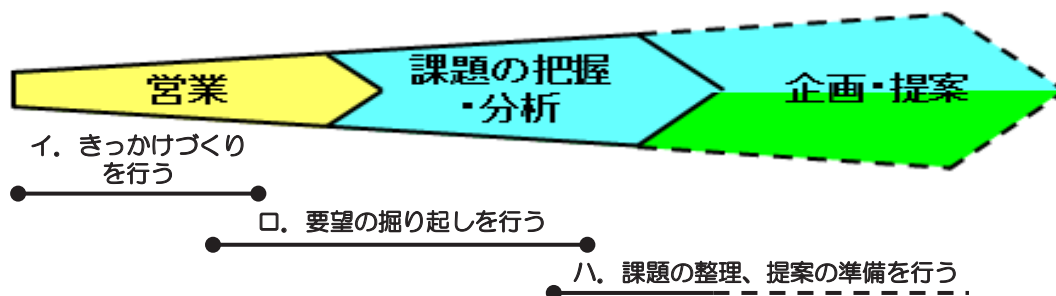 営業
課題の把握
・分析
企画・提案
イ．きっかけづくり
を行う
ロ．要望の掘り起しを行う
ハ．課題の整理、提案の準備を行う